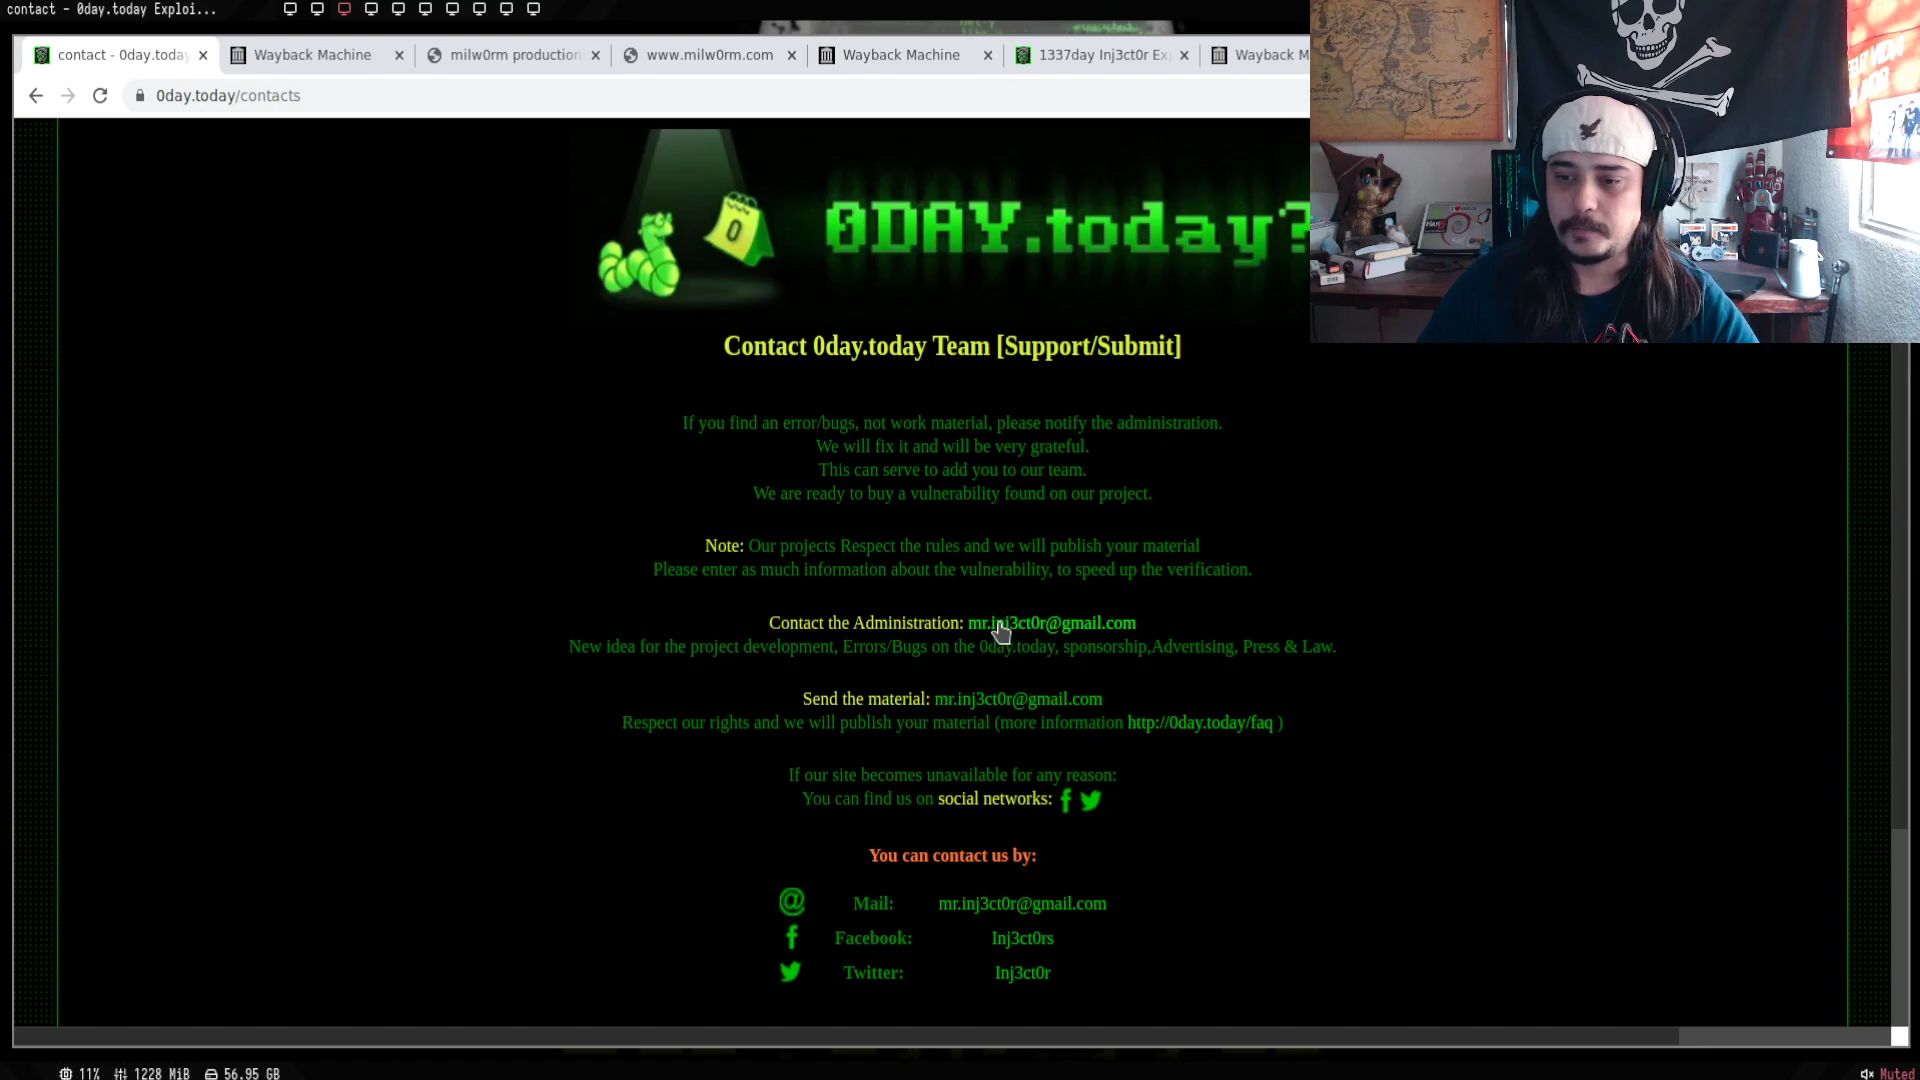 contact - 0day.today Exploi...
contact - 0day.today
Wayback Machine
milw0rm production
www.milw0rm.com
Wayback Machine
1337day Inj3ct0r Ex
Wayback M
0day.today/contacts
0
0DAY.today?
Contact 0day.today Team [Support/Submit]
If you find an error/bugs, not work material, please notify the administration.
We will fix it and will be very grateful.
This can serve to add you to our team.
We are ready to buy a vulnerability found on our project.
Note: Our projects Respect the rules and we will publish your material
Please enter as much information about the vulnerability, to speed up the verification.
Contact the Administration: mr.inj3ct0r@gmail.com
New idea for the project development, Errors/Bugs on the 0day.today, sponsorship,Advertising, Press & Law.
Send the material: mr.inj3ct0r@gmail.com
Respect our rights and we will publish your material (more information http://0day.today/faq )
If our site becomes unavailable for any reason:
You can find us on social networks:
You can contact us by:
Mail: mr.inj3ct0r@gmail.com
Facebook: Inj3ct0rs
Twitter: Inj3ct0r
11% 1228 MiB 56.95 GB
Muted